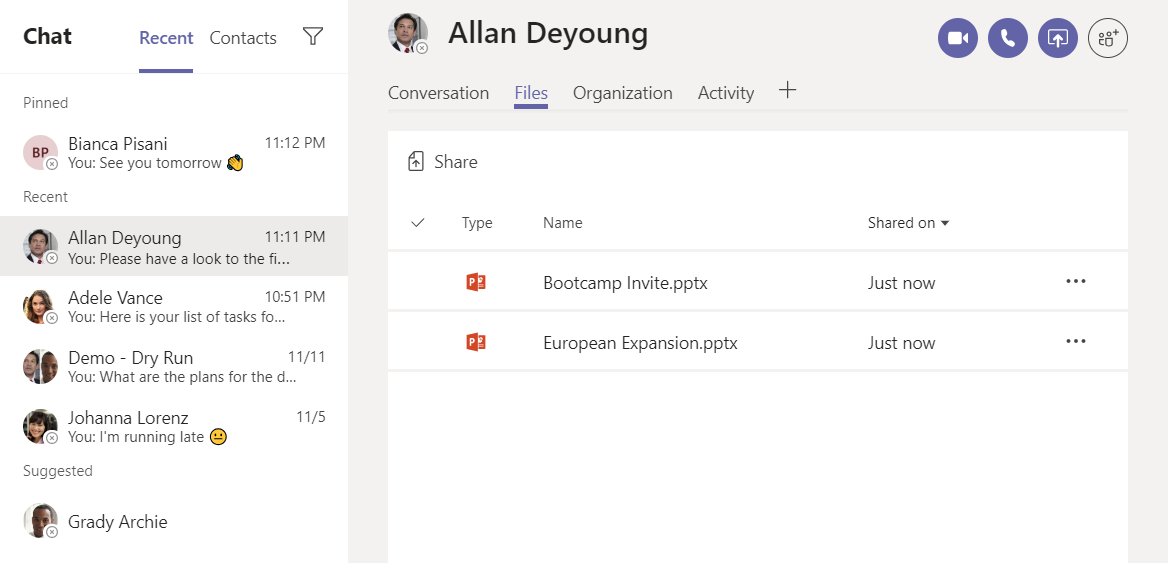 Chat
Recent
Contacts
Pinned
BP
Bianca Pisani
11:12 PM
You: See you tomorrow 👋
Recent
Allan Deyoung
11:11 PM
You: Please have a look to the fi...
Adele Vance
10:51 PM
You: Here is your list of tasks fo...
Demo - Dry Run
11/11
You: What are the plans for the d...
Johanna Lorenz
11/5
You: I'm running late 😐
Suggested
Grady Archie
Allan Deyoung
Conversation
Files
Organization
Activity
Share
Type
Name
Shared on
P
Bootcamp Invite.pptx
Just now
P
European Expansion.pptx
Just now